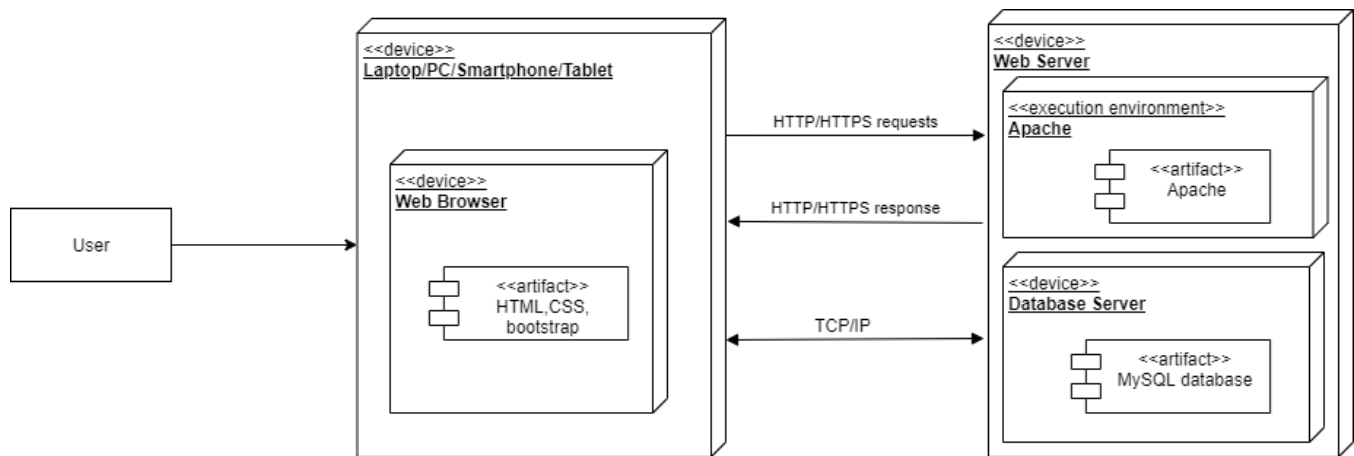 User
<<device>>
Laptop/PC/Smartphone/Tablet
<<device>>
Web Browser
<<artifact>>
HTML,CSS,
bootstrap
HTTP/HTTPS requests
HTTP/HTTPS response
TCP/IP
<<device>>
Web Server
<<execution environment>>
Apache
<<artifact>>
Apache
<<device>>
Database Server
<<artifact>>
MySQL database